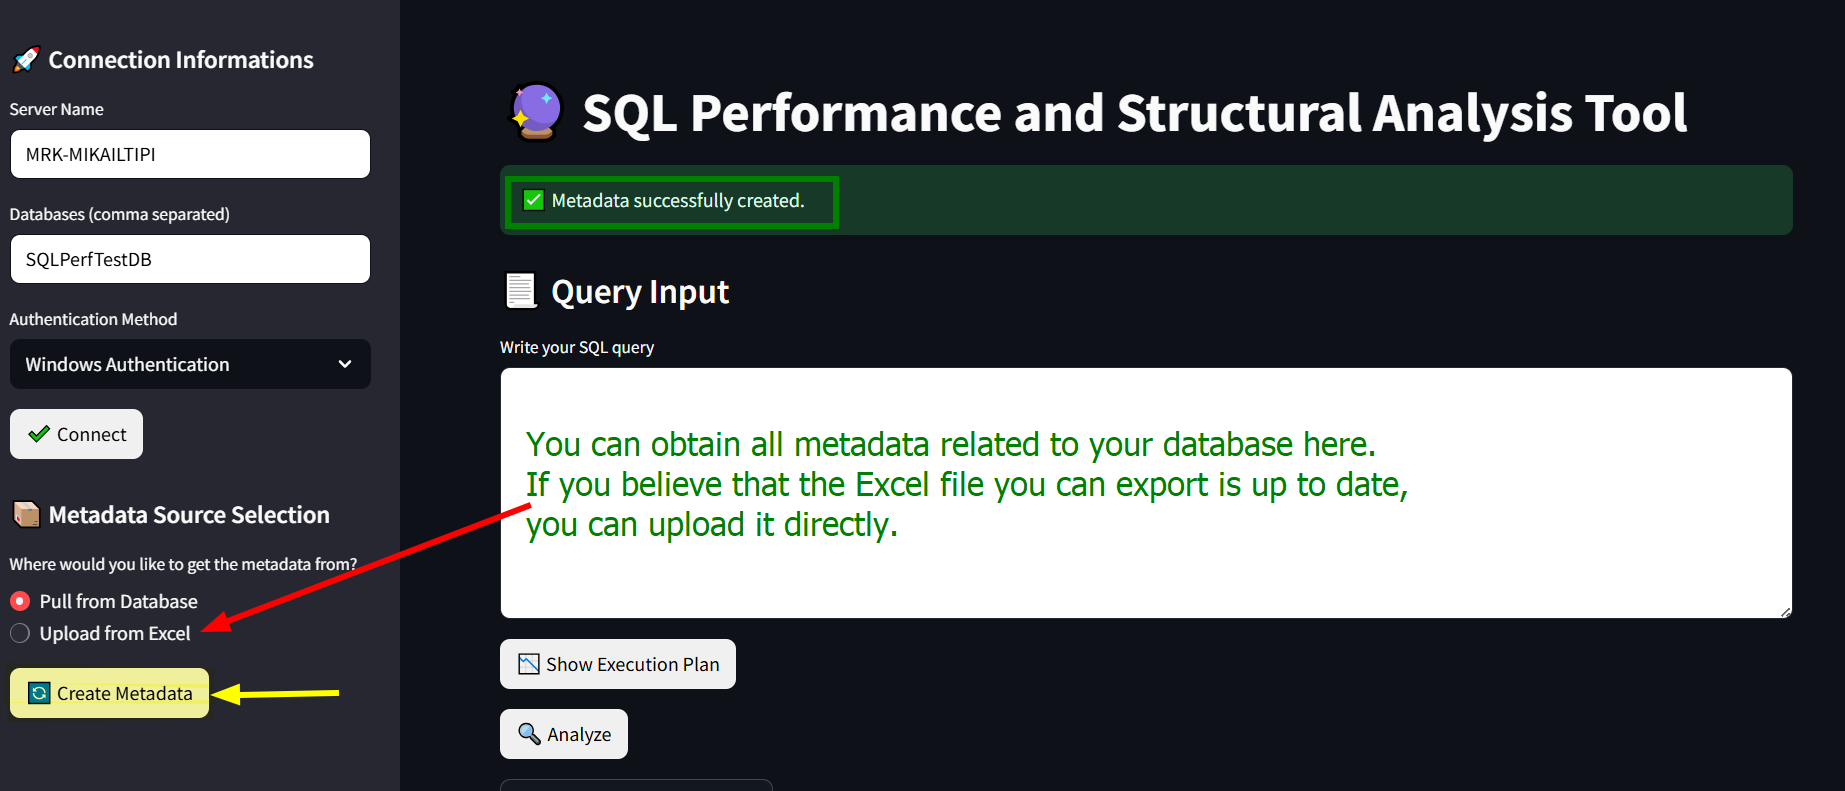 Connection Informations
Server Name
MRK-MIKAILTIPI
Databases (comma separated)
SQLPerfTestDB
Authentication Method
Windows Authentication
Connect
Metadata Source Selection
Where would you like to get the metadata from?
Pull from Database
Upload from Excel
Create Metadata
SQL Performance and Structural Analysis Tool
Metadata successfully created.
Query Input
Write your SQL query
You can obtain all metadata related to your database here.
If you believe that the Excel file you can export is up to date,
you can upload it directly.
Show Execution Plan
Analyze